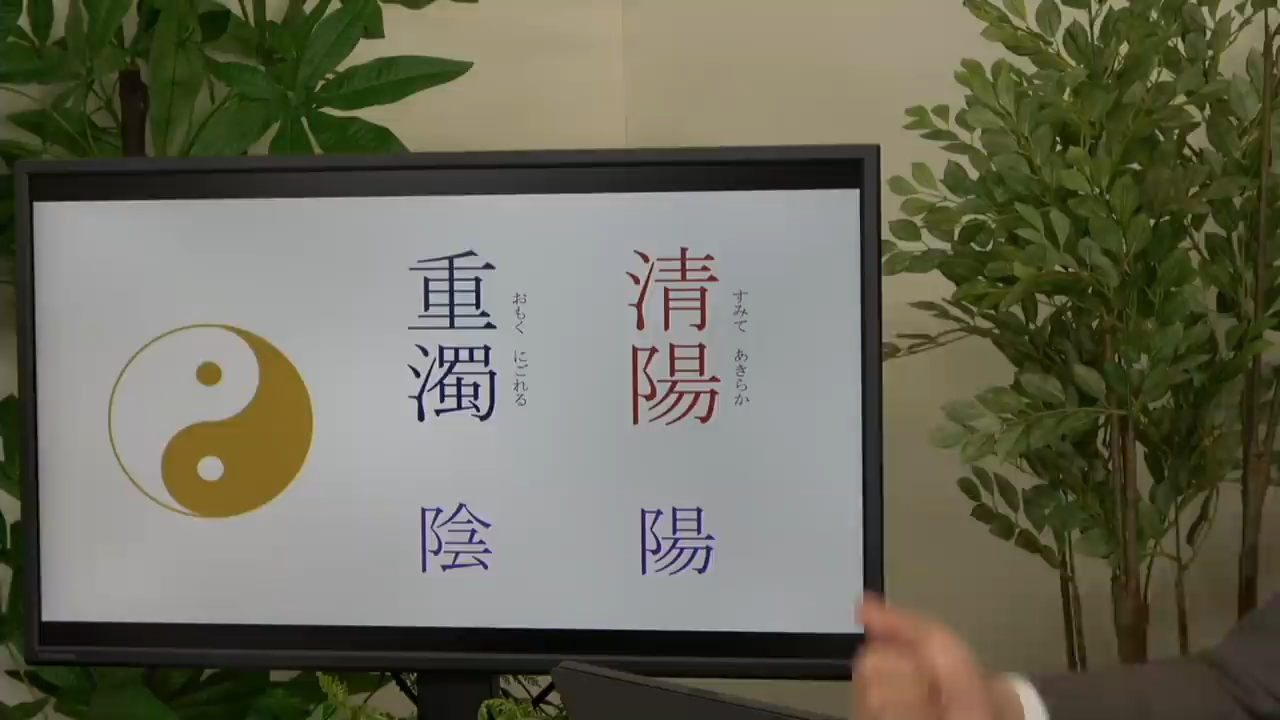 清陽
すみて あきらか
陽
重濁
おもく にごれる
陰